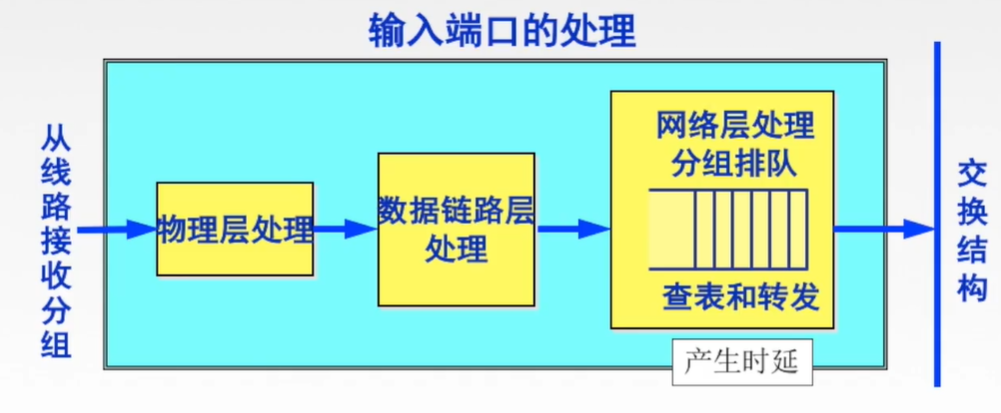 输入端口的处理
从线路接收分组
物理层处理
数据链路层
处理
网络层处理
分组排队
查表和转发
产生时延
交换结构